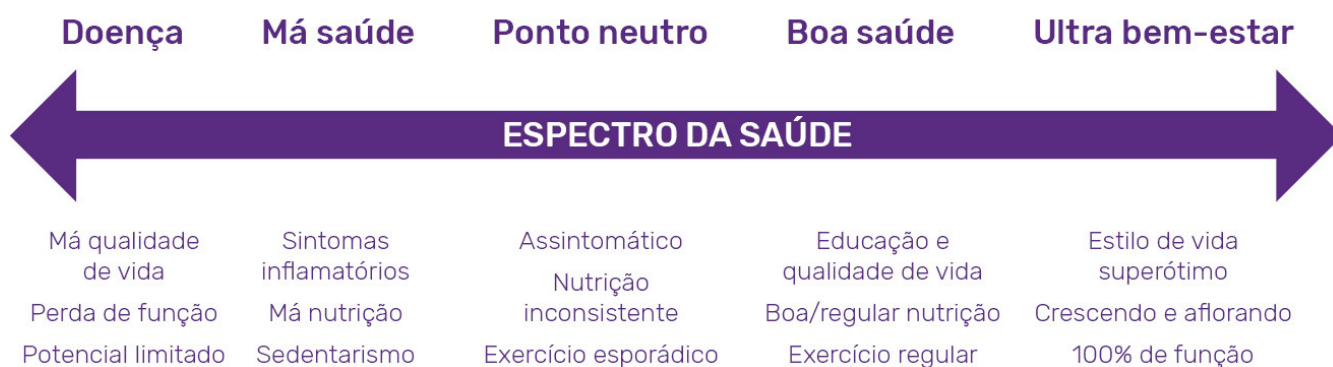 Doença Má saúde Ponto neutro Boa saúde Ultra bem-estar
ESPECTRO DA SAÚDE
Má qualidade
de vida
Perda de função
Potencial limitado
Sintomas
inflamatórios
Má nutrição
Sedentarismo
Assintomático
Nutrição
inconsistente
Exercício esporádico
Educação e
qualidade de vida
Boa/regular nutrição
Exercício regular
Estilo de vida
superótimo
Crescendo e aflorando
100% de função